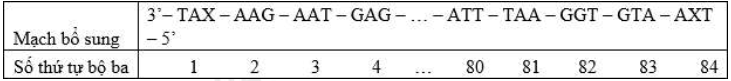 3’– TAX – AAG – AAT – GAG – … – ATT – TAA – GGT – GTA – AXT
Mạch bổ sung – 5’
Số thứ tự bộ ba 1 2 3 4 … 80 81 82 83 84